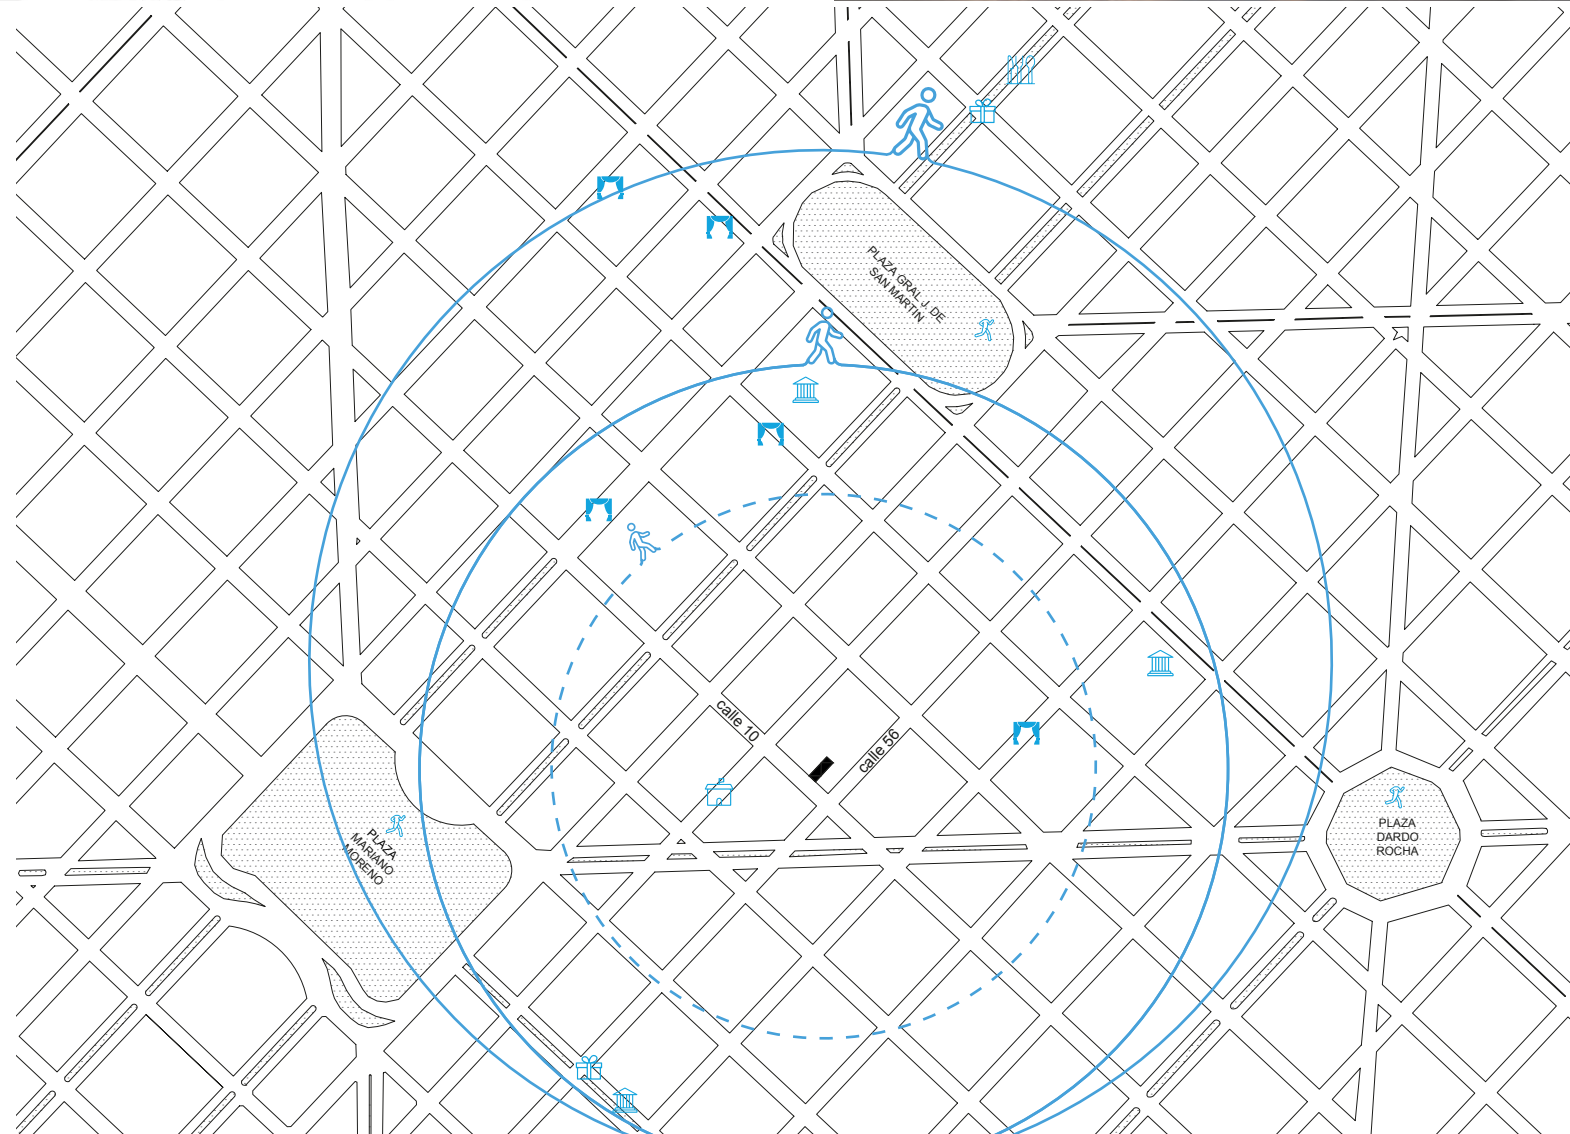 PLAZA GRAL J. DE
SAN MARTIN
calle 10
calle 56
PLAZA
MARIANO
MORENO
PLAZA
DARDO
ROCHA